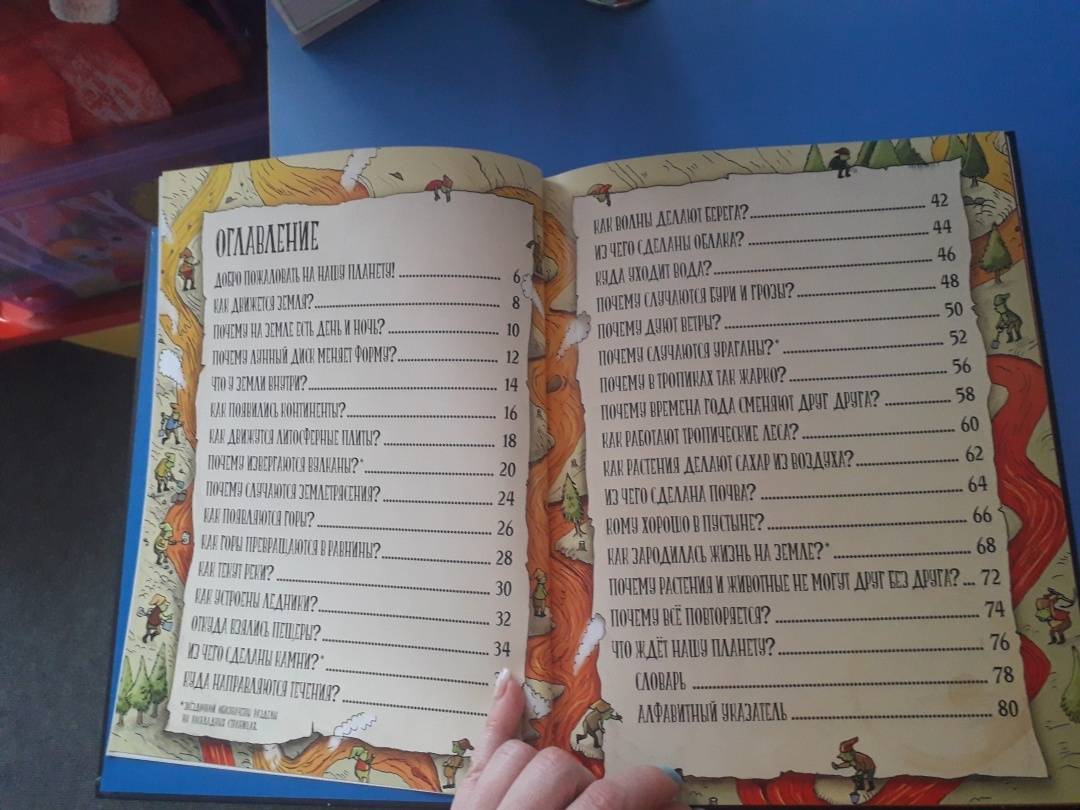 ОГЛАВЛЕНИЕ
ДОБРО ПОЖАЛОВАТЬ НА НАШУ ПЛАНЕТУ! 6
КАК ДВИЖЕТСЯ ЗЕМЛЯ? 8
ПОЧЕМУ НА ЗЕМЛЕ ЕСТЬ ДЕНЬ И НОЧЬ? 10
ПОЧЕМУ ЛУННЫЙ ДИСК МЕНЯЕТ ФОРМУ? 12
ЧТО У ЗЕМЛИ ВНУТРИ? 14
КАК ПОЯВИЛИСЬ КОНТИНЕНТЫ? 16
КАК ДВИЖУТСЯ ЛИТОСФЕРНЫЕ ПЛИТЫ? 18
ПОЧЕМУ ИЗВЕРГАЮТСЯ ВУЛКАНЫ?* 20
ПОЧЕМУ СЛУЧАЮТСЯ ЗЕМЛЕТРЯСЕНИЯ? 24
КАК ПОЯВЛЯЮТСЯ ГОРЫ? 26
КАК ГОРЫ ПРЕВРАЩАЮТСЯ В РАВНИНЫ? 28
КАК ТЕКУТ РЕКИ? 30
КАК УСТРОЕНЫ ЛЕДНИКИ? 32
ОТКУДА ВЗЯЛИСЬ ПЕЩЕРЫ? 34
ИЗ ЧЕГО СДЕЛАНЫ КАМНИ?*
КУДА НАПРАВЛЯЮТСЯ ТЕЧЕНИЯ?
*ЗВЁЗДОЧКОЙ ОБОЗНАЧЕНЫ РАЗДЕЛЫ
НА РАСКЛАДНЫХ СТРАНИЦАХ.
КАК ВОЛНЫ ДЕЛАЮТ БЕРЕГА? 42
ИЗ ЧЕГО СДЕЛАНЫ ОБЛАКА? 44
КУДА УХОДИТ ВОДА? 46
ПОЧЕМУ СЛУЧАЮТСЯ БУРИ И ГРОЗЫ? 48
ПОЧЕМУ ДУЮТ ВЕТРЫ? 50
ПОЧЕМУ СЛУЧАЮТСЯ УРАГАНЫ?* 52
ПОЧЕМУ В ТРОПИКАХ ТАК ЖАРКО? 56
ПОЧЕМУ ВРЕМЕНА ГОДА СМЕНЯЮТ ДРУГ ДРУГА? 58
КАК РАБОТАЮТ ТРОПИЧЕСКИЕ ЛЕСА? 60
КАК РАСТЕНИЯ ДЕЛАЮТ САХАР ИЗ ВОЗДУХА? 62
ИЗ ЧЕГО СДЕЛАНА ПОЧВА? 64
КОМУ ХОРОШО В ПУСТЫНЕ? 66
КАК ЗАРОДИЛАСЬ ЖИЗНЬ НА ЗЕМЛЕ?* 68
ПОЧЕМУ РАСТЕНИЯ И ЖИВОТНЫЕ НЕ МОГУТ ДРУГ БЕЗ ДРУГА? 72
ПОЧЕМУ ВСЁ ПОВТОРЯЕТСЯ? 74
ЧТО ЖДЁТ НАШУ ПЛАНЕТУ? 76
СЛОВАРЬ 78
АЛФАВИТНЫЙ УКАЗАТЕЛЬ 80